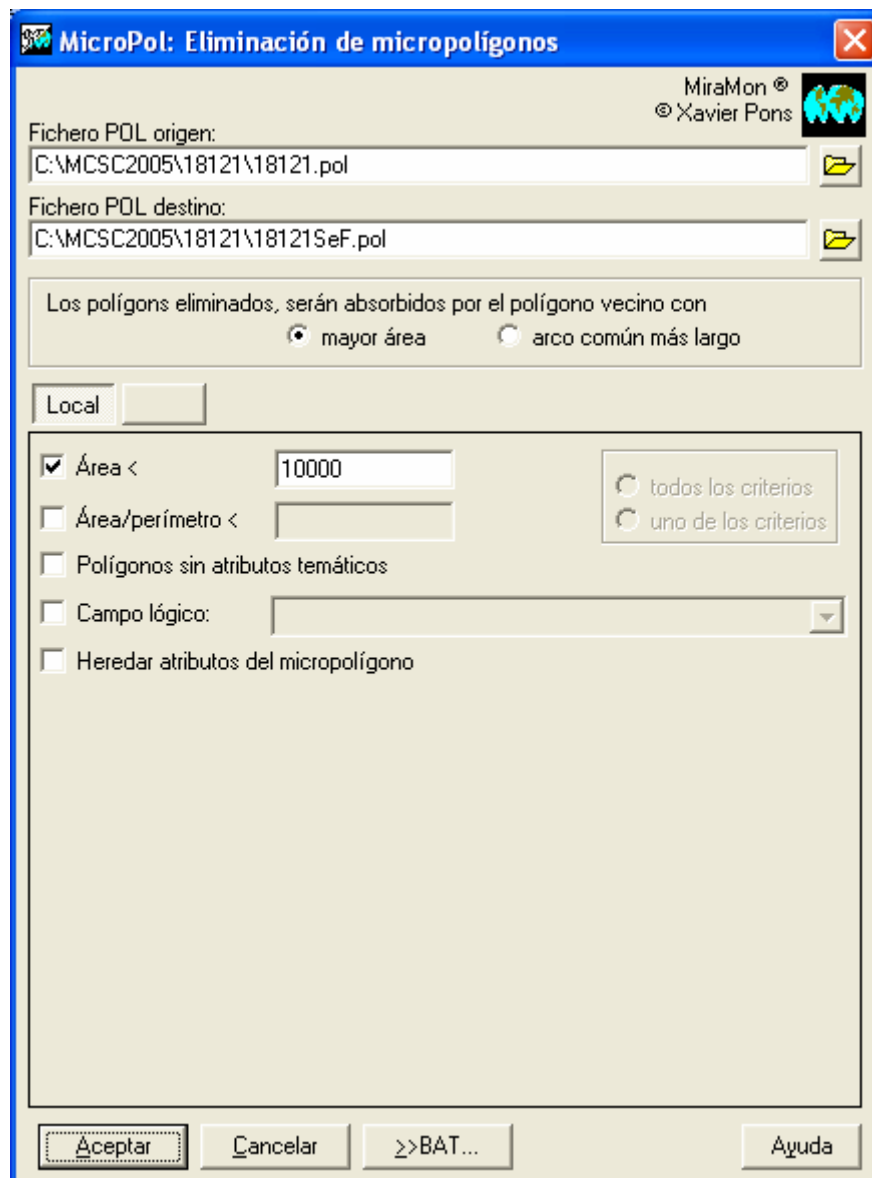 MicroPol: Eliminación de micropolígonos
MiraMon ®
© Xavier Pons
Fichero POL origen:
C:\MCSC2005\18121\18121.pol
Fichero POL destino:
C:\MCSC2005\18121\18121SeF.pol
Los polígons eliminados, serán absorbidos por el polígono vecino con
mayor área
arco común más largo
Local
Área <
10000
todos los criterios
Área/perímetro <
uno de los criterios
Polígonos sin atributos temáticos
Campo lógico:
Heredar atributos del micropolígono
Aceptar
Cancelar
>>BAT...
Ayuda